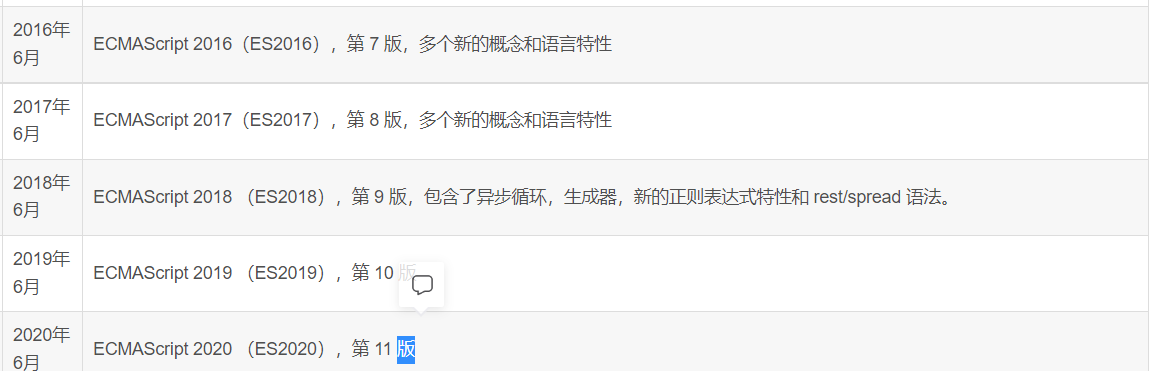 2016年
6月
ECMAScript 2016（ES2016），第 7 版，多个新的概念和语言特性
2017年
6月
ECMAScript 2017（ES2017），第 8 版，多个新的概念和语言特性
2018年
6月
ECMAScript 2018 （ES2018），第 9 版，包含了异步循环，生成器，新的正则表达式特性和 rest/spread 语法。
2019年
6月
ECMAScript 2019 （ES2019），第 10 版
2020年
6月
ECMAScript 2020 （ES2020），第 11 版